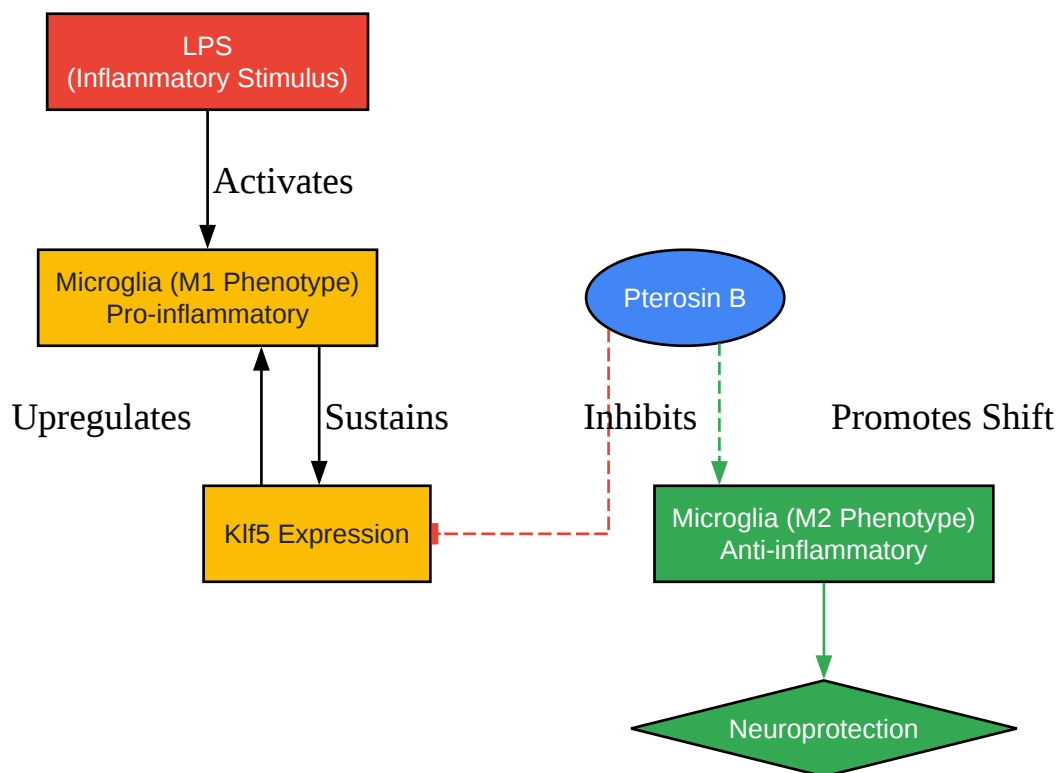 LPS
(Inflammatory Stimulus)
Activates
Microglia (M1 Phenotype)
Pro-inflammatory
Pterosin B
Upregulates
Sustains
Inhibits
Promotes Shift
Klf5 Expression
Microglia (M2 Phenotype)
Anti-inflammatory
Neuroprotection